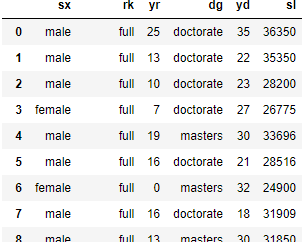 sx rk yr dg yd sl
0 male full 25 doctorate 35 36350
1 male full 13 doctorate 22 35350
2 male full 10 doctorate 23 28200
3 female full 7 doctorate 27 26775
4 male full 19 masters 30 33696
5 male full 16 doctorate 21 28516
6 female full 0 masters 32 24900
7 male full 16 doctorate 18 31909
8 male full 13 masters 30 31850